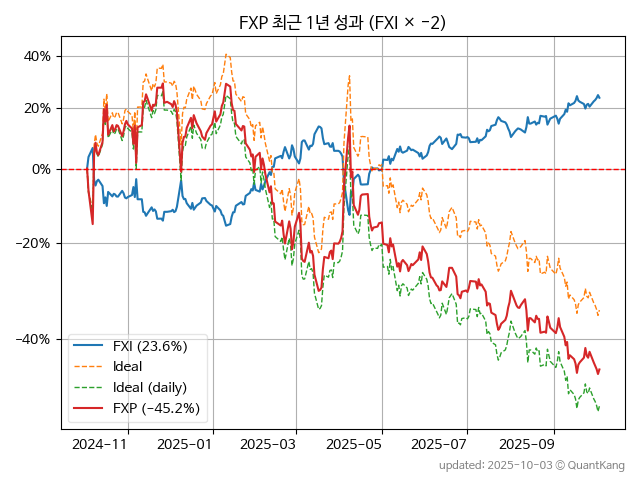 FXP 최근 1년 성과 (FXI × −2)
40%
20%
0%
−20%
−40%
FXI (23.6%)
Ideal
Ideal (daily)
FXP (−45.2%)
2024−11
2025−01
2025−03
2025−05
2025−07
2025−09
updated: 2025-10-03 © QuantKang